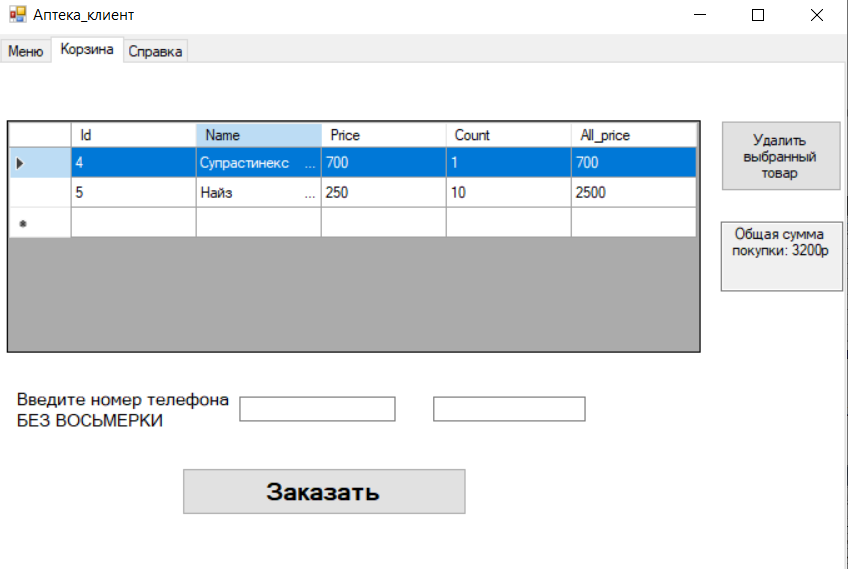 Аптека_клиент
Меню Корзина Справка
Id Name Price Count All_price
4 Супрастинекс ... 700 1 700
5 Найз ... 250 10 2500
Удалить
выбранный
товар
Общая сумма
покупки: 3200р
Введите номер телефона
БЕЗ ВОСЬМЕРКИ
Заказать